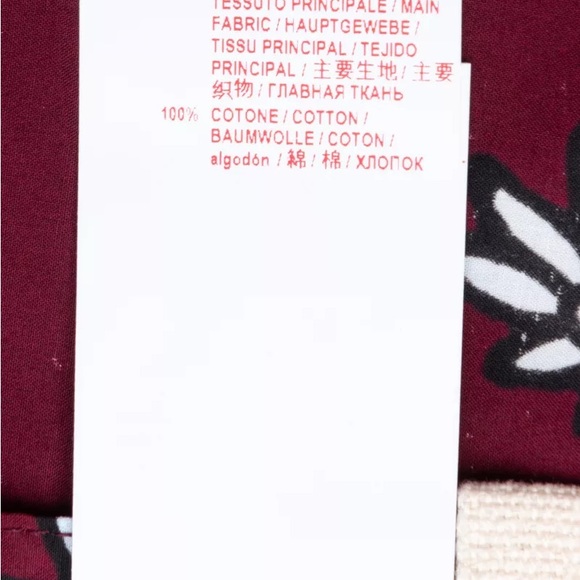 TESSUTO PRINCIPALE / MAIN
FABRIC / HAUPTGEWEBE /
TISSU PRINCIPAL / TEJIDO
PRINCIPAL / 主要生地 / 主要
织物 / ГЛАВНАЯ ТКАНЬ
100% COTONE / COTTON /
BAUMWOLLE / COTON /
algodón / 綿 / 棉 / ХЛОПОК